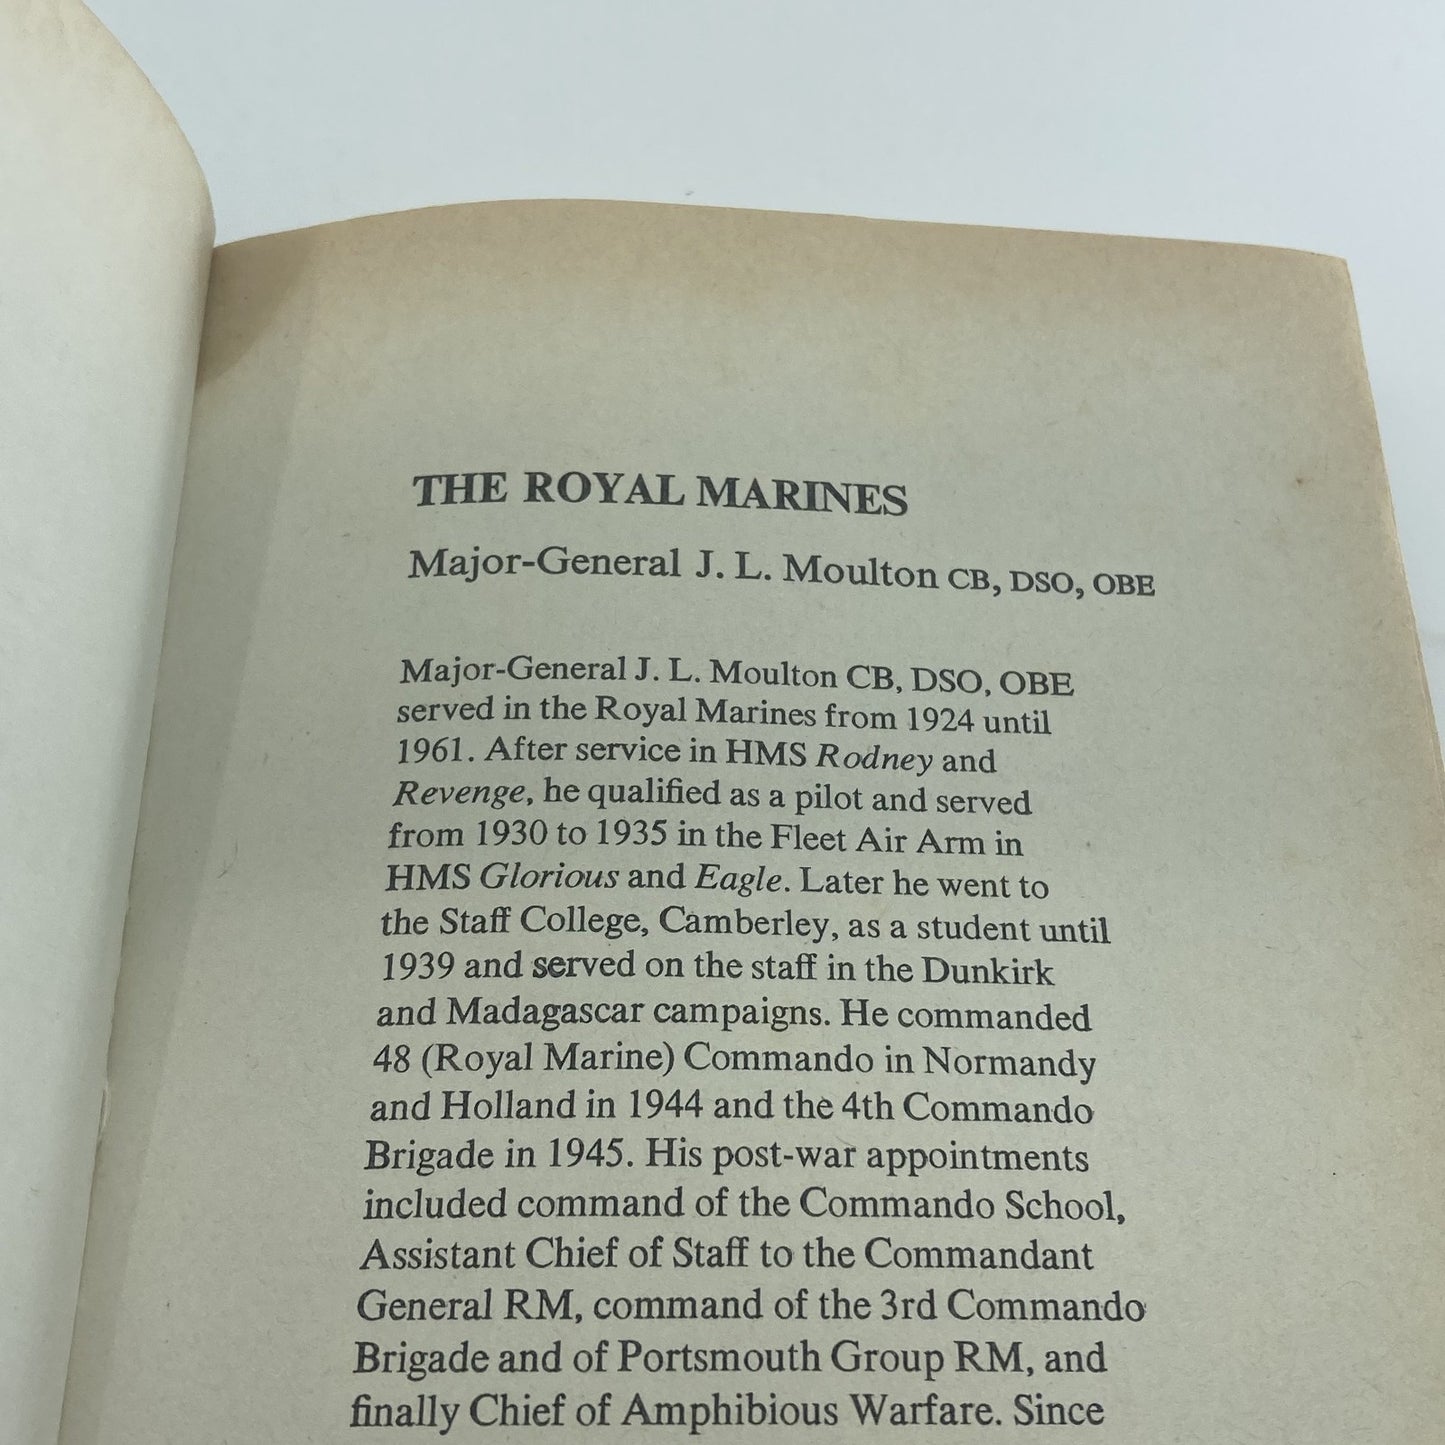 THE ROYAL MARINES
Major-General J. L. Moulton CB, DSO, OBE
Major-General J. L. Moulton CB, DSO, OBE
served in the Royal Marines from 1924 until
1961. After service in HMS Rodney and
Revenge, he qualified as a pilot and served
from 1930 to 1935 in the Fleet Air Arm in
HMS Glorious and Eagle. Later he went to
the Staff College, Camberley, as a student until
1939 and served on the staff in the Dunkirk
and Madagascar campaigns. He commanded
48 (Royal Marine) Commando in Normandy
and Holland in 1944 and the 4th Commando
Brigade in 1945. His post-war appointments
included command of the Commando School,
Assistant Chief of Staff to the Commandant
General RM, command of the 3rd Commando
Brigade and of Portsmouth Group RM, and
finally Chief of Amphibious Warfare. Since